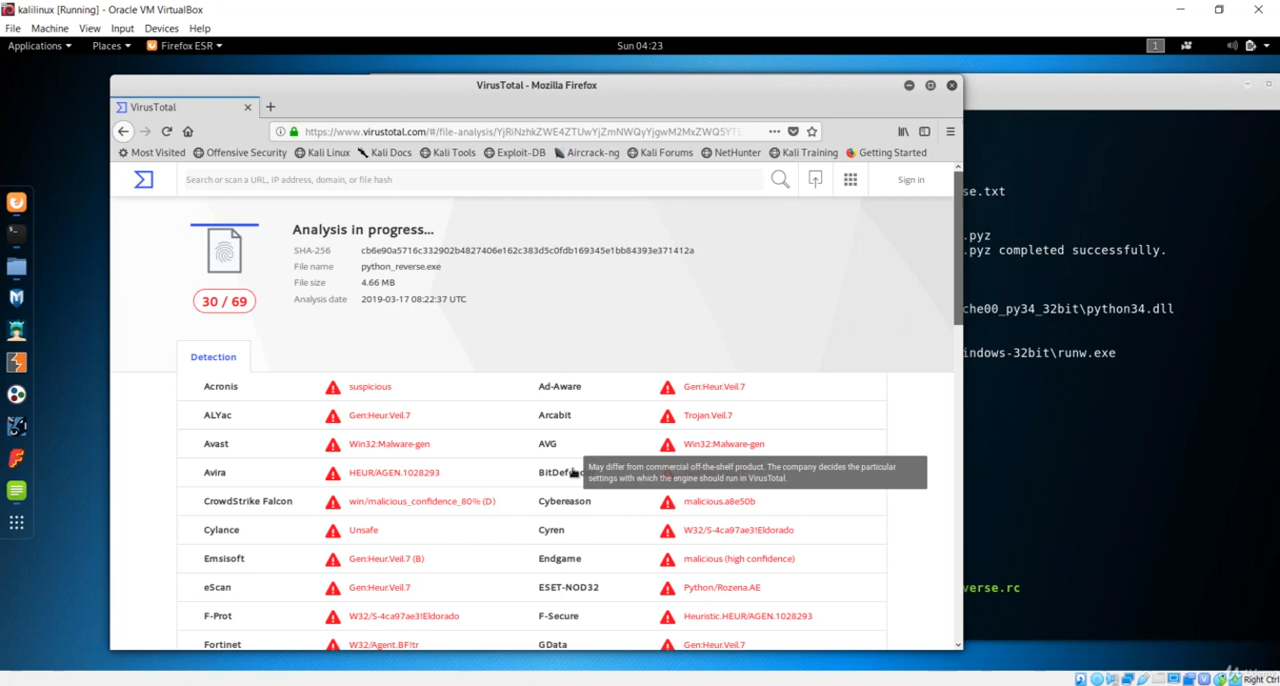 kalilinux [Running] - Oracle VM VirtualBox
File Machine View Input Devices Help
Applications Places Firefox ESR Sun 04:23 1
VirusTotal - Mozilla Firefox
VirusTotal
https://www.virustotal.com/#/file-analysis/YjRiNzhkZWE4ZTUwYjZmNWQyYjgwM2MxZWQ5YTE
Most Visited Offensive Security Kali Linux Kali Docs Kali Tools Exploit-DB Aircrack-ng Kali Forums NetHunter Kali Training Getting Started
Search or scan a URL, IP address, domain, or file hash Sign in
Analysis in progress...
SHA-256 cb6e90a5716c332902b4827406e162c383d5c0fdb169345e1bb84393e371412a
File name python_reverse.exe
File size 4.66 MB
Analysis date 2019-03-17 08:22:37 UTC
30 / 69
Detection
Acronis suspicious Ad-Aware Gen:Heur.Veil.7
ALYac Gen:Heur.Veil.7 Arcabit Trojan.Veil.7
Avast Win32:Malware-gen AVG Win32:Malware-gen
Avira HEUR/AGEN.1028293 BitDef
May differ from commercial off-the-shelf product. The company decides the particular
settings with which the engine should run in VirusTotal.
CrowdStrike Falcon win/malicious_confidence_80% (D) Cybereason malicious.a8e50b
Cylance Unsafe Cyren W32/S-4ca97ae3!Eldorado
Emsisoft Gen:Heur.Veil.7 (B) Endgame malicious (high confidence)
eScan Gen:Heur.Veil.7 ESET-NOD32 Python/Rozena.AE
F-Prot W32/S-4ca97ae3!Eldorado F-Secure Heuristic.HEUR/AGEN.1028293
Fortinet W32/Agent.BF!tr GData Gen:Heur.Veil.7
se.txt
.pyz
.pyz completed successfully.
che00_py34_32bit\python34.dll
indows-32bit\runw.exe
verse.rc
Right Ctrl